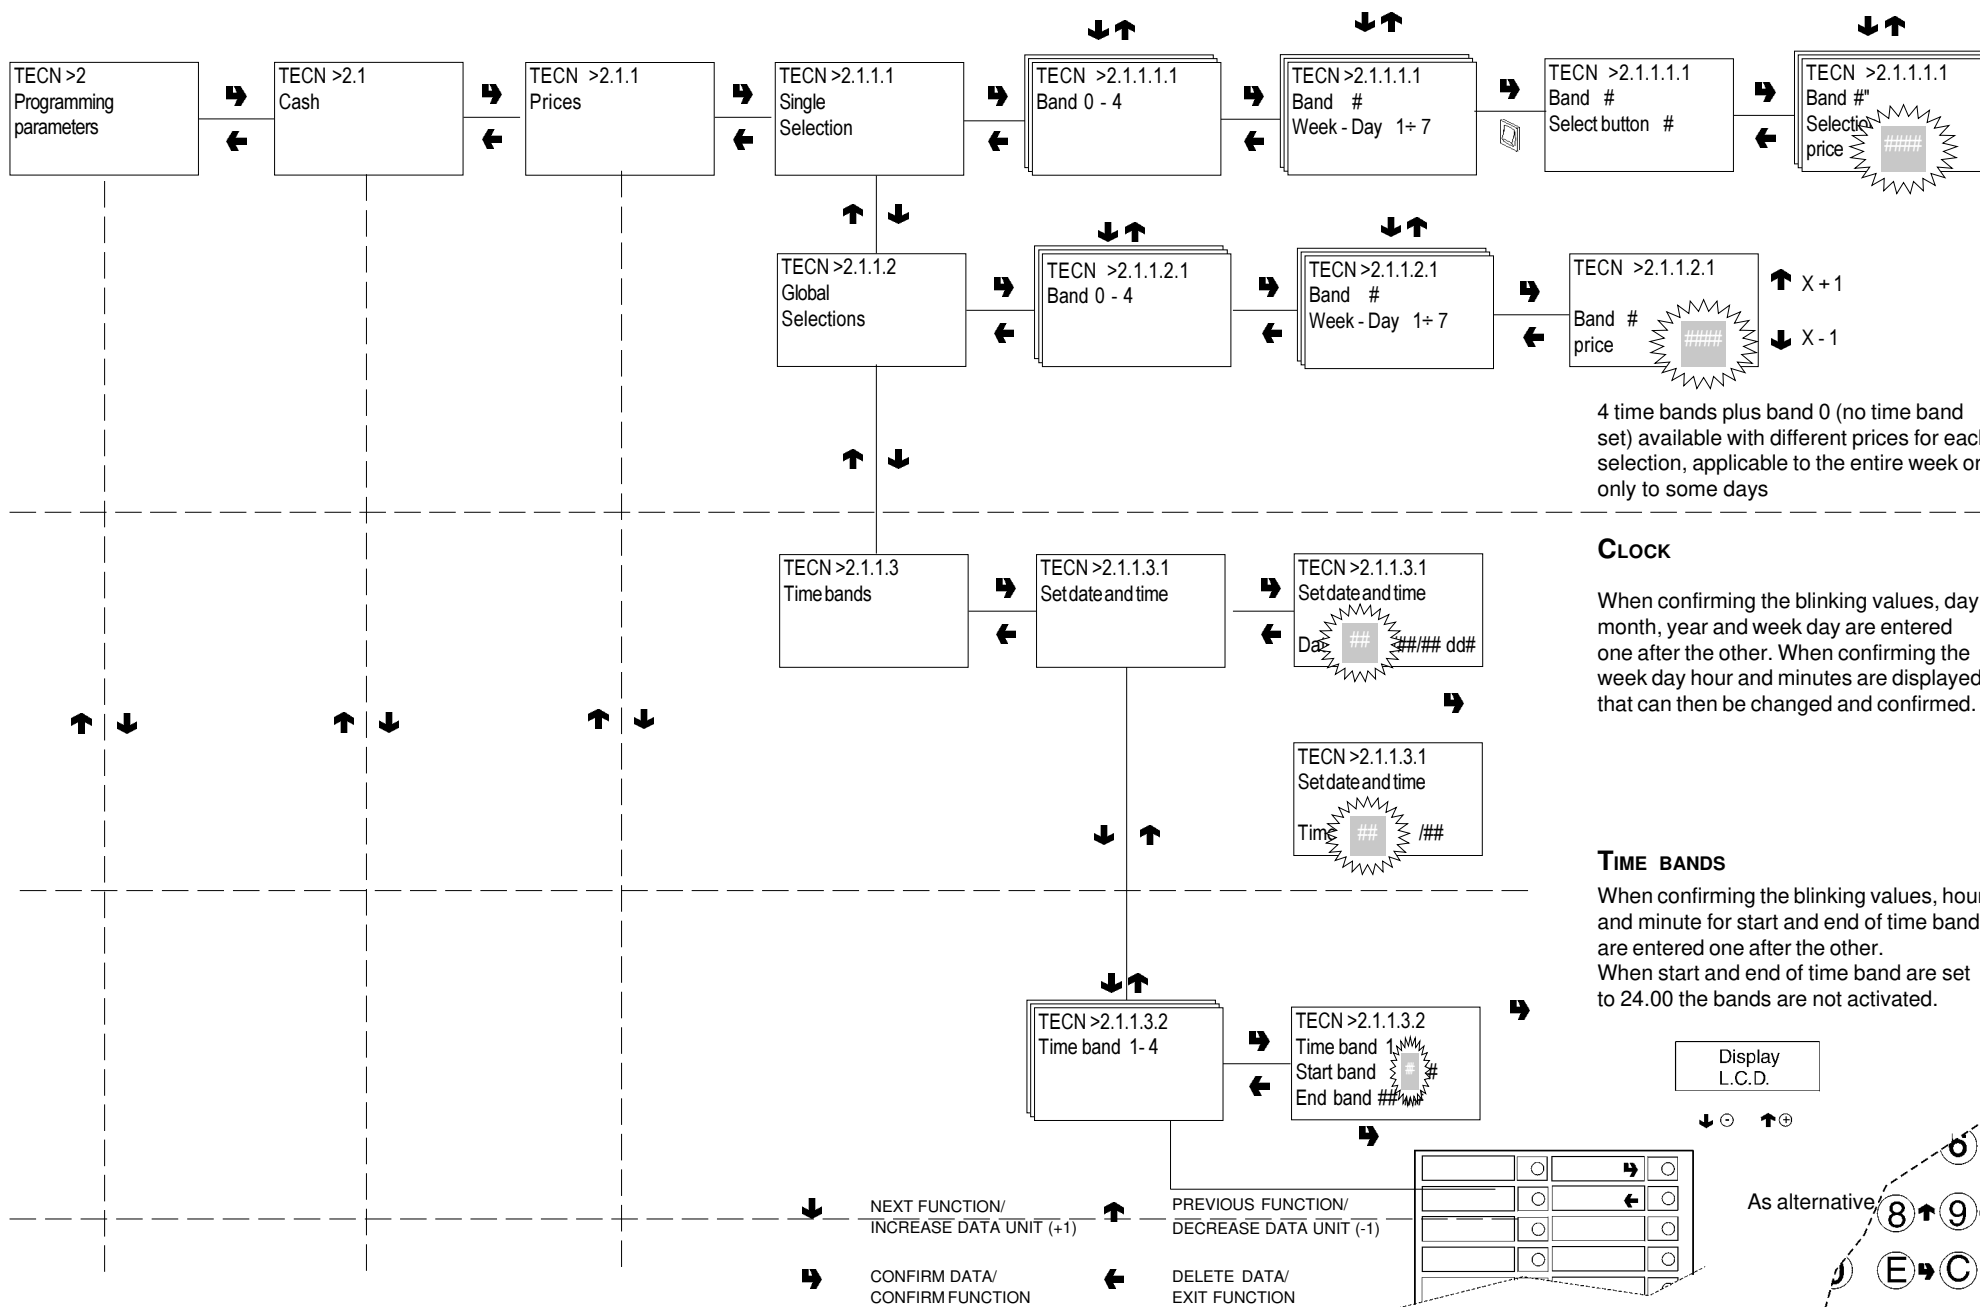 TECN >2
Programming
parameters
TECN >2.1
Cash
TECN >2.1.1
Prices
TECN >2.1.1.1
Single
Selection
TECN >2.1.1.1.1
Band 0 - 4
TECN >2.1.1.1.1
Band #
Week - Day 1÷ 7
TECN >2.1.1.1.1
Band #
Select button #
TECN >2.1.1.1.1
Band #"
price ####
TECN >2.1.1.2
Global
Selections
TECN >2.1.1.2.1
Band 0 - 4
TECN >2.1.1.2.1
Band #
Week - Day 1÷ 7
TECN >2.1.1.2.1
Band #
price ####
X + 1
X - 1
4 time bands plus band 0 (no time band
set) available with different prices for
selection, applicable to the entire week
only to some days
CLOCK
When confirming the blinking values, day
month, year and week day are entered
one after the other. When confirming the
week day hour and minutes are displayed
that can then be changed and confirmed.
TECN >2.1.1.3
Time bands
TECN >2.1.1.3.1
Set date and time
TECN >2.1.1.3.1
Set date and time
## ##/## dd#
TECN >2.1.1.3.1
Set date and time
Time ## /##
TIME BANDS
When confirming the blinking values, hour
and minute for start and end of time band
are entered one after the other.
When start and end of time band are set
to 24.00 the bands are not activated.
TECN >2.1.1.3.2
Time band 1- 4
TECN >2.1.1.3.2
Time band 1
Start band # #
End band ##
Display
L.C.D.
- +
As alternative
6
8 9
E C
NEXT FUNCTION/
INCREASE DATA UNIT (+1)
PREVIOUS FUNCTION/
DECREASE DATA UNIT (-1)
CONFIRM DATA/
CONFIRM FUNCTION
DELETE DATA/
EXIT FUNCTION